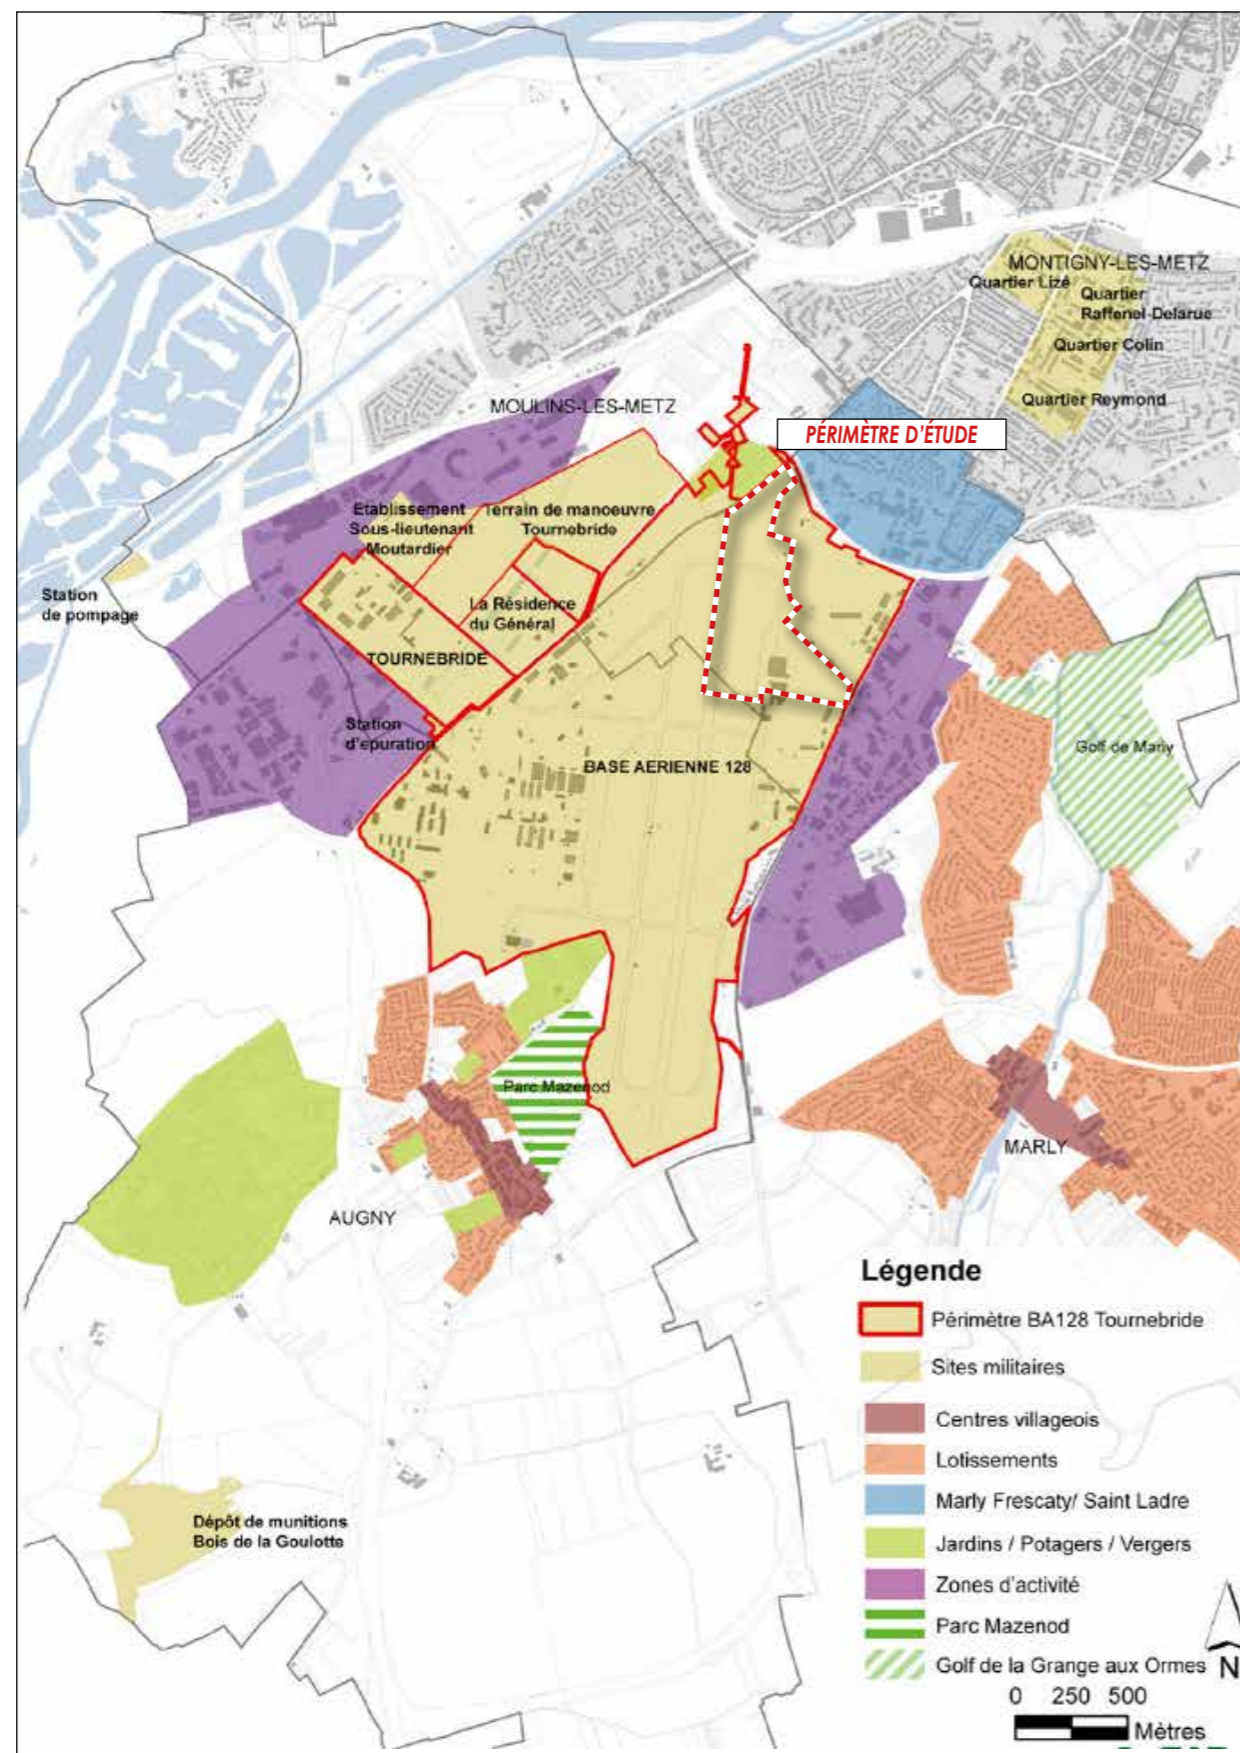 MONTIGNY-LES-METZ
Quartier Lizé
Quartier
Raffenel-Delarue
Quartier Colin
Quartier Reymond
MOULINS-LES-METZ
PÉRIMÈTRE D'ÉTUDE
Etablissement
Sous-lieutenant
Moutardier
Terrain de manoeuvre
Tournebride
Station
de pompage
La Résidence
du Général
TOURNEBRIDE
Station
d'epuration
Golf de Marly
BASE AERIENNE 128
Parc Mazenod
MARLY
AUGNY
Dépôt de munitions
Bois de la Goulotte
Légende
Périmètre BA128 Tournebride
Sites militaires
Centres villageois
Lotissements
Marly Frescaty/ Saint Ladre
Jardins / Potagers / Vergers
Zones d'activité
Parc Mazenod
Golf de la Grange aux Ormes
N
0 250 500
Mètres